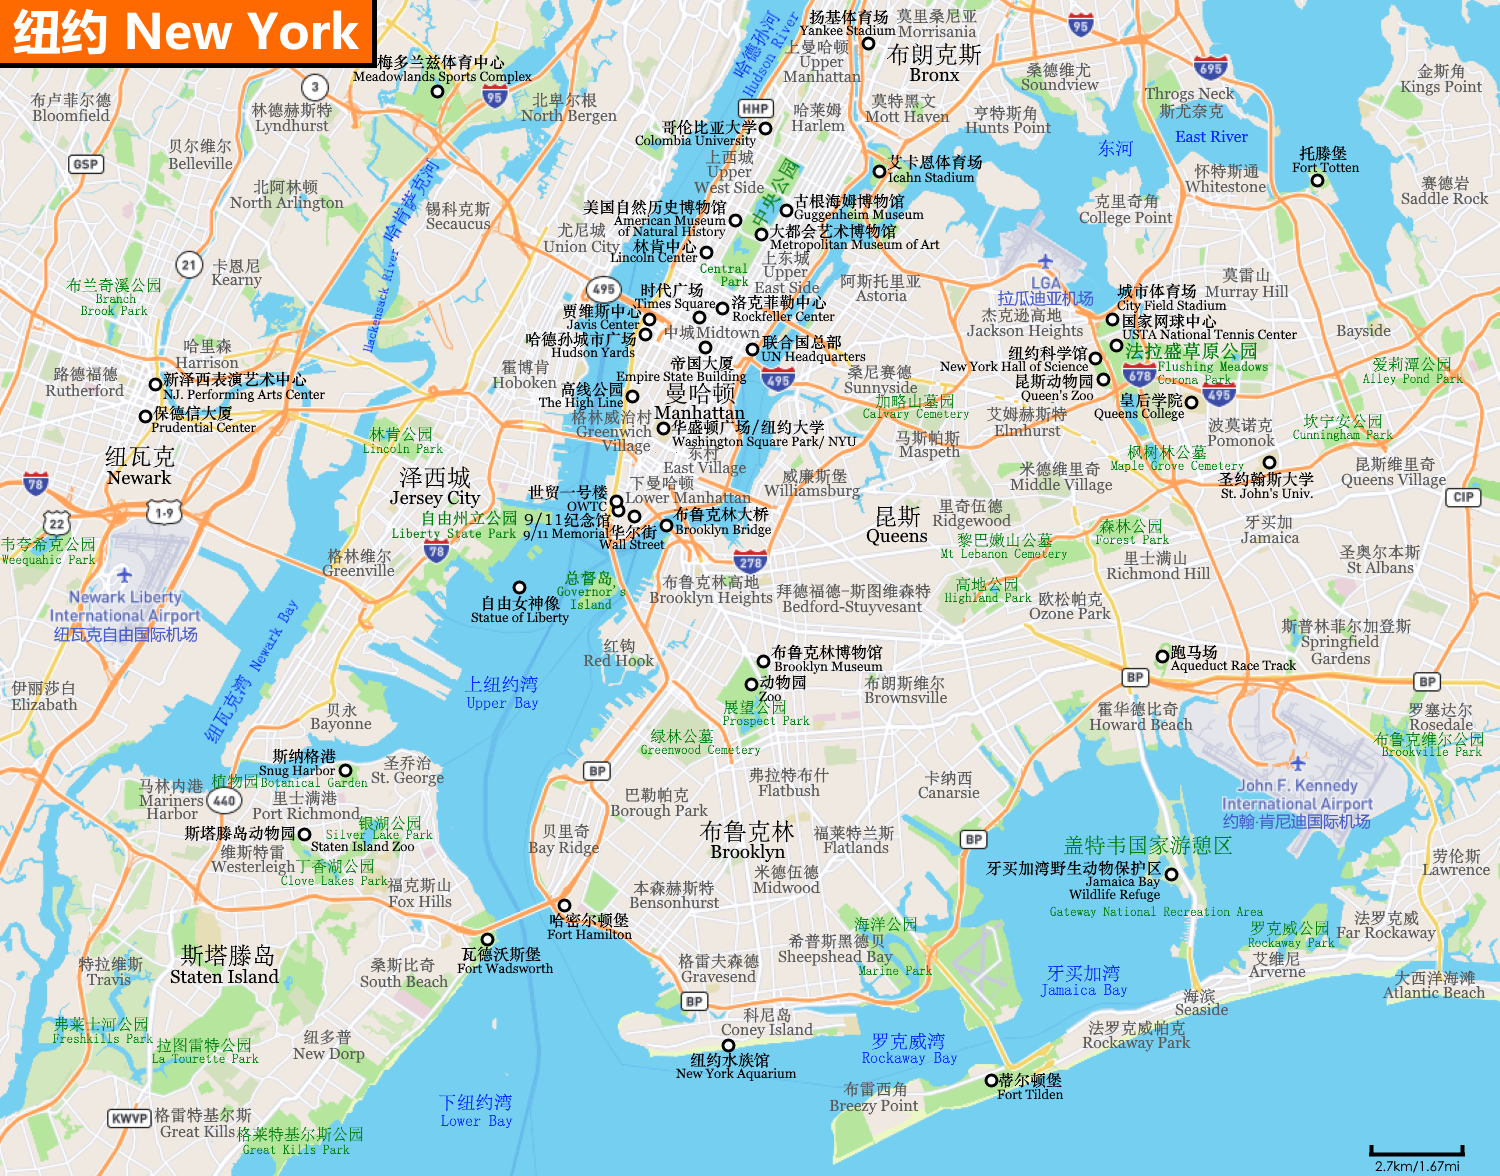 纽约 New York
梅多兰兹体育中心
Meadowlands Sports Complex
3
95
布卢菲尔德
Bloomfield
林德赫斯特
Lyndhurst
北卑尔根
North Bergen
GSP
贝尔维尔
Belleville
北阿林顿
North Arlington
哈肯萨克河
Hackensack River
锡科克斯
Secaucus
尤尼城
Union City
21
卡恩尼
Kearny
布兰奇溪公园
Branch
Brook Park
哈里森
Harrison
路德福德
Rutherford
新泽西表演艺术中心
N.J. Performing Arts Center
保德信大厦
Prudential Center
纽瓦克
Newark
林肯公园
Lincoln Park
泽西城
Jersey City
78
22
1-9
自由州立公园
Liberty State Park
78
韦夸希克公园
Weequahic Park
格林维尔
Greenville
Newark Liberty
International Airport
纽瓦克自由国际机场
纽瓦克湾 Newark Bay
伊丽莎白
Elizabath
贝永
Bayonne
哈德孙河
Hudson River
扬基体育场
Yankee Stadium
莫里桑尼亚
Morrisania
上曼哈顿
Upper
Manhattan
布朗克斯
Bronx
95
695
桑德维尤
Soundview
Throgs Neck
斯尤奈克
金斯角
Kings Point
HHP
哈莱姆
Harlem
莫特黑文
Mott Haven
亨特斯角
Hunts Point
哥伦比亚大学
Colombia University
东河
East River
托滕堡
Fort Totten
上西城
Upper
West Side
艾卡恩体育场
Icahn Stadium
怀特斯通
Whitestone
赛德岩
Saddle Rock
中央公园
美国自然历史博物馆
American Museum
of Natural History
古根海姆博物馆
Guggenheim Museum
克里奇角
College Point
大都会艺术博物馆
Metropolitan Museum of Art
林肯中心
Lincoln Center
Central
Park
上东城
Upper
East Side
阿斯托里亚
Astoria
LGA
拉瓜迪亚机场
莫雷山
Murray Hill
495
时代广场
Times Square
洛克菲勒中心
Rockfeller Center
贾维斯中心
Javis Center
哈德孙城市广场
Hudson Yards
中城Midtown
杰克逊高地
Jackson Heights
城市体育场
City Field Stadium
国家网球中心
USTA National Tennis Center
Bayside
霍博肯
Hoboken
帝国大厦
Empire State Building
联合国总部
UN Headquarters
纽约科学馆
New York Hall of Science
法拉盛草原公园
Flushing Meadows
Corona Park
爱莉潭公园
Alley Pond Park
高线公园
The High Line
曼哈顿
Manhattan
495
桑尼赛德
Sunnyside
昆斯动物园
Queen's Zoo
678
495
格林威治村
Greenwich
Village
华盛顿广场/纽约大学
Washington Square Park/ NYU
加略山墓园
Calvary Cemetery
艾姆赫斯特
Elmhurst
皇后学院
Queens College
波莫诺克
Pomonok
坎宁安公园
Cunningham Park
东村
East Village
马斯帕斯
Maspeth
枫树林公墓
Maple Grove Cemetery
圣约翰斯大学
St. John's Univ.
昆斯维里奇
Queens Village
威廉斯堡
Williamsburg
米德维里奇
Middle Village
CIP
世贸一号楼
OWTC
下曼哈顿
Lower Manhattan
9/11纪念馆
9/11 Memorial
华尔街
Wall Street
布鲁克林大桥
Brooklyn Bridge
昆斯
Queens
里奇伍德
Ridgewood
黎巴嫩山公墓
Mt Lebanon Cemetery
森林公园
Forest Park
牙买加
Jamaica
里士满山
Richmond Hill
圣奥尔本斯
St Albans
278
自由女神像
Statue of Liberty
总督岛
Governor's
Island
布鲁克林高地
Brooklyn Heights
拜德福德-斯图维森特
Bedford-Stuyvesant
高地公园
Highland Park
欧松帕克
Ozone Park
红钩
Red Hook
布鲁克林博物馆
Brooklyn Museum
动物园
Zoo
展望公园
Prospect Park
布朗斯维尔
Brownsville
跑马场
Aqueduct Race Track
斯普林菲尔加登斯
Springfield
Gardens
BP
BP
上纽约湾
Upper Bay
霍华德比奇
Howard Beach
罗塞达尔
Rosedale
布鲁克维尔公园
Brookville Park
绿林公墓
Greenwood Cemetery
BP
弗拉特布什
Flatbush
卡纳西
Canarsie
John F. Kennedy
International Airport
约翰·肯尼迪国际机场
斯纳格港
Snug Harbor
圣乔治
St. George
植物园
Botanical Garden
马林内港
Mariners
Harbor
440
里士满港
Port Richmond
斯塔滕岛动物园
Staten Island Zoo
银湖公园
Silver Lake Park
维斯特雷
Westerleigh
丁香湖公园
Clove Lakes Park
福克斯山
Fox Hills
巴勒帕克
Borough Park
贝里奇
Bay Ridge
布鲁克林
Brooklyn
福莱特兰斯
Flatlands
BP
盖特韦国家游憩区
牙买加湾野生动物保护区
Jamaica Bay
Wildlife Refuge
Gateway National Recreation Area
劳伦斯
Lawrence
米德伍德
Midwood
本森赫斯特
Bensonhurst
哈密尔顿堡
Fort Hamilton
瓦德沃斯堡
Fort Wadsworth
海洋公园
希普斯黑德贝
Sheepshead Bay
Marine Park
罗克威公园
Rockaway Park
法罗克威
Far Rockaway
斯塔滕岛
Staten Island
特拉维斯
Travis
桑斯比奇
South Beach
格雷夫森德
Gravesend
牙买加湾
Jamaica Bay
艾维尼
Arverne
大西洋海滩
Atlantic Beach
BP
科尼岛
Coney Island
海滨
Seaside
弗莱士河公园
Freshkills Park
拉图雷特公园
La Tourette Park
纽多普
New Dorp
纽约水族馆
New York Aquarium
罗克威湾
Rockaway Bay
法罗克威帕克
Rockaway Park
布雷西角
Breezy Point
蒂尔顿堡
Fort Tilden
下纽约湾
Lower Bay
KWVP
格雷特基尔斯
Great Kills
格莱特基尔斯公园
Great Kills Park
2.7km/1.67mi